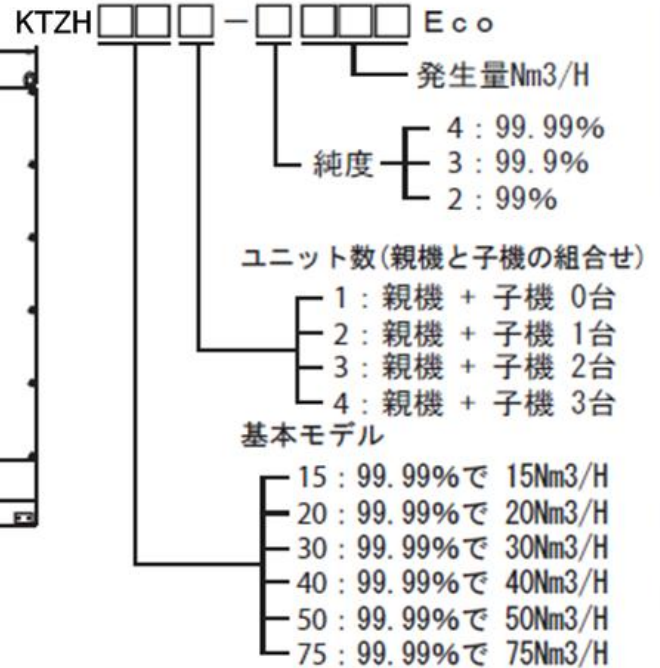 KTZH□□□-□□□□Eco
発生量Nm3/H
4:99.99%
純度 3:99.9%
2:99%
ユニット数(親機と子機の組合せ)
1:親機 + 子機 0台
2:親機 + 子機 1台
3:親機 + 子機 2台
4:親機 + 子機 3台
基本モデル
15:99.99%で 15Nm3/H
20:99.99%で 20Nm3/H
30:99.99%で 30Nm3/H
40:99.99%で 40Nm3/H
50:99.99%で 50Nm3/H
75:99.99%で 75Nm3/H